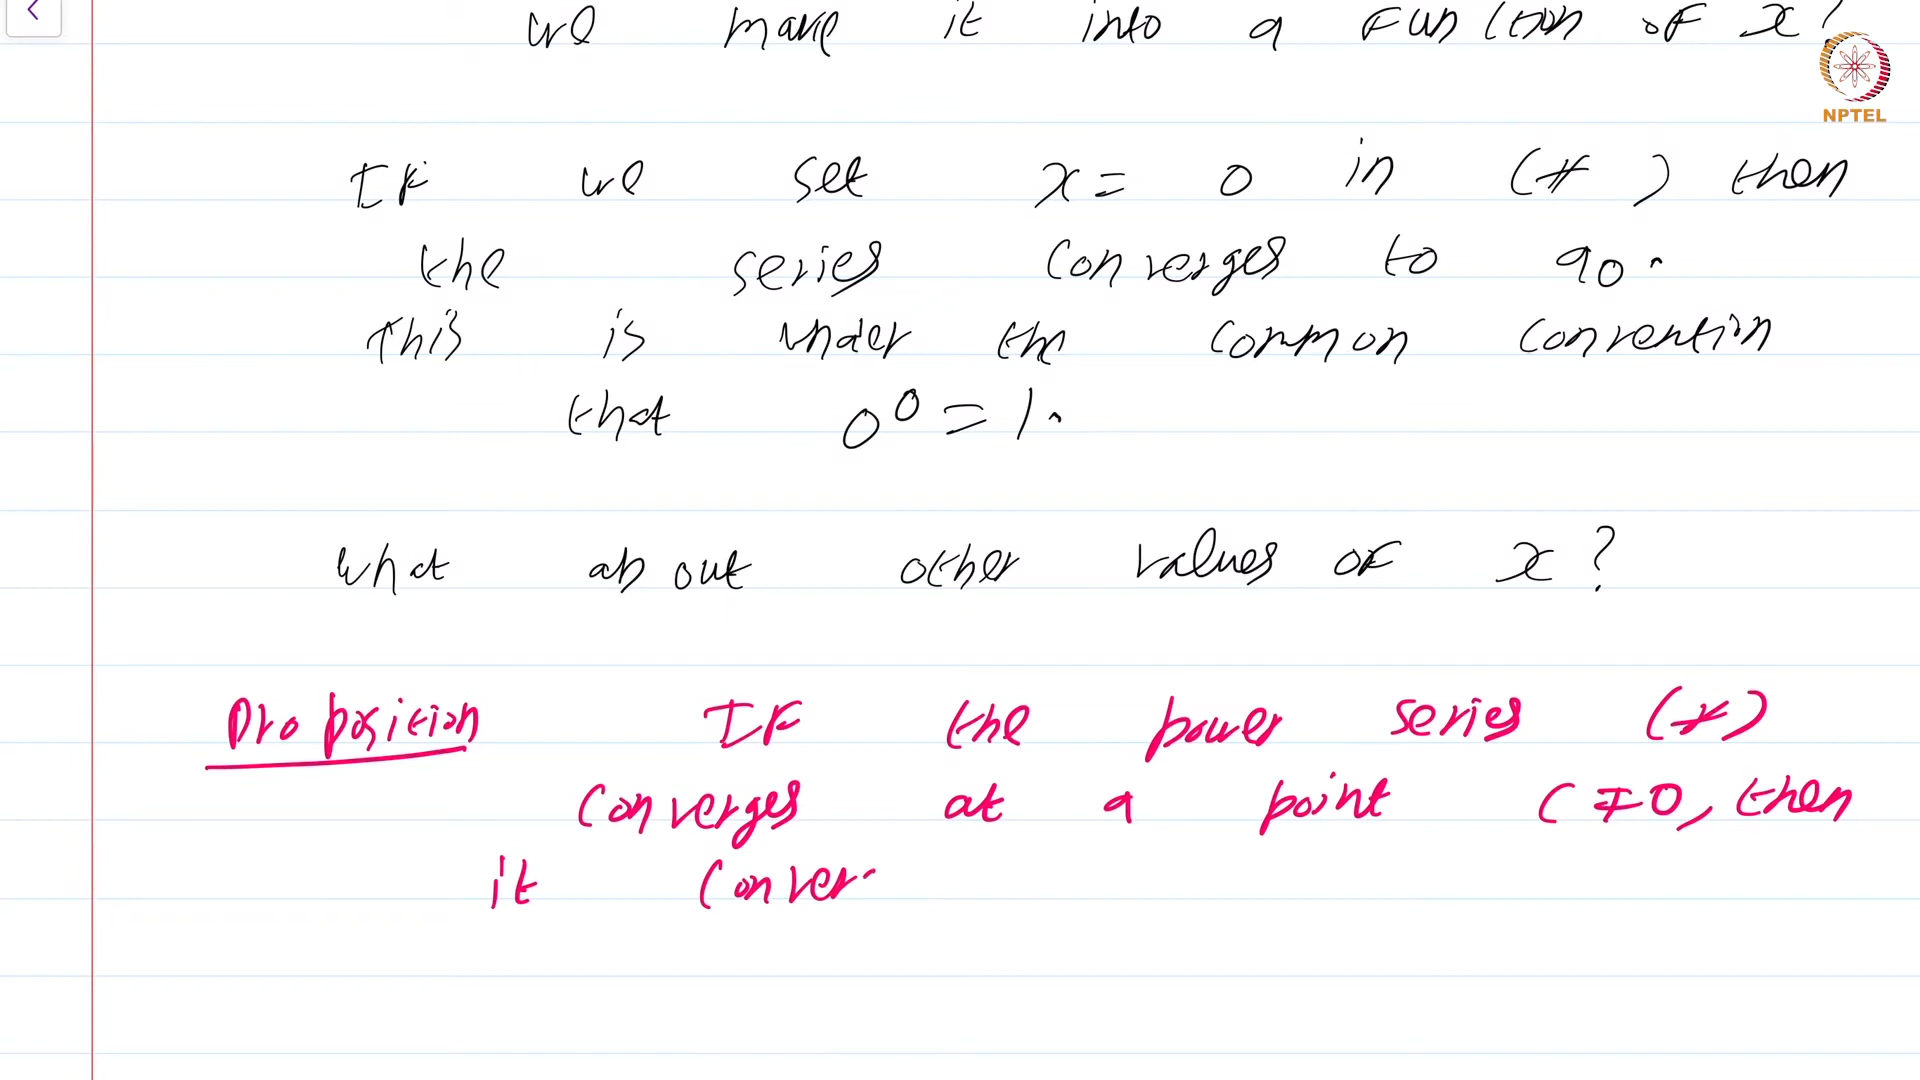 we make it into a function of x?
NPTEL
If we set x = 0 in (*) then
the series converges to a0.
This is under the common convention
that 0^0 = 1.
What about other values of x?
Proposition If the power series (*)
converges at a point C ≠ 0, then
it conver